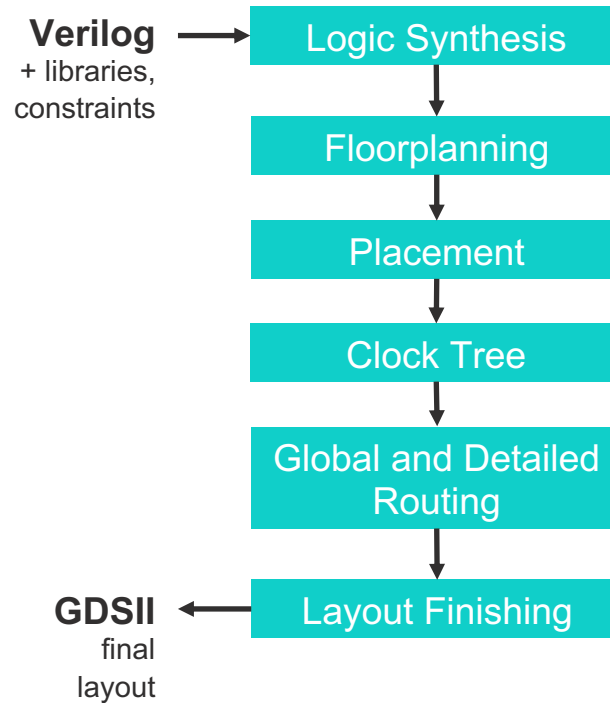 Verilog
+ libraries,
constraints
Logic Synthesis
Floorplanning
Placement
Clock Tree
Global and Detailed
Routing
Layout Finishing
GDSII
final
layout